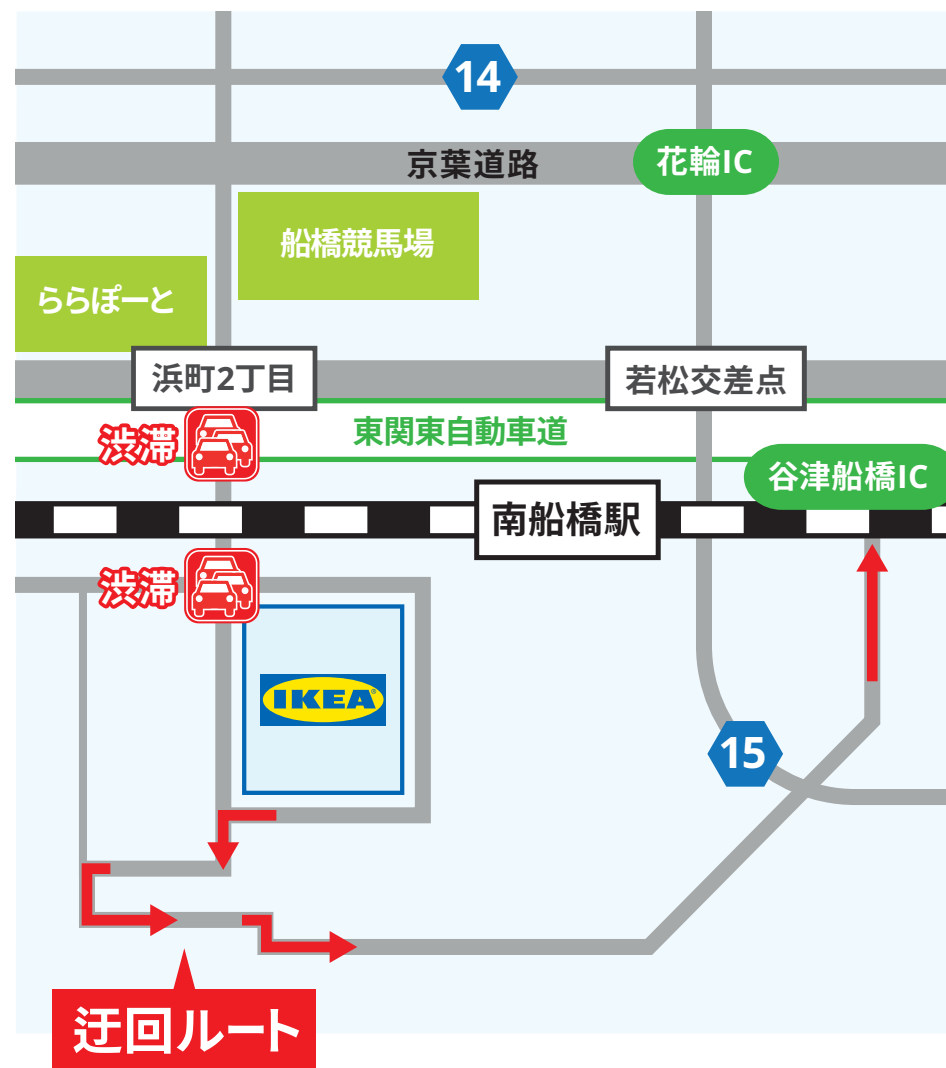 14
京葉道路
花輪IC
船橋競馬場
ららぽーと
浜町2丁目
若松交差点
渋滞
東関東自動車道
谷津船橋IC
南船橋駅
渋滞
IKEA
15
迂回ルート